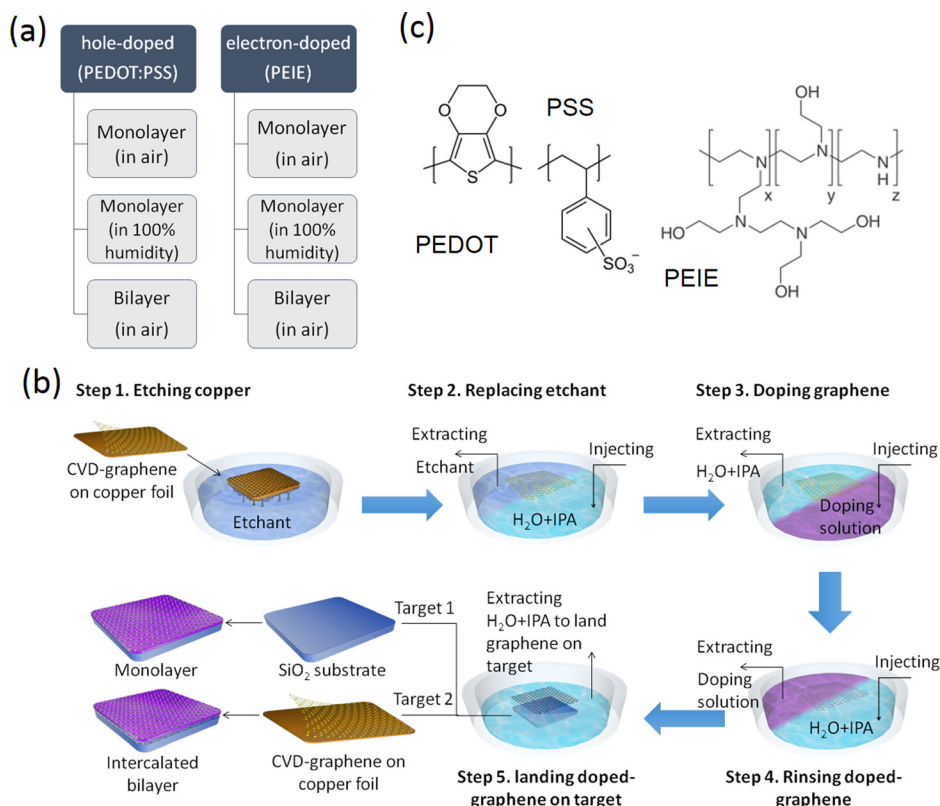 (a)
hole-doped
(PEDOT:PSS)
Monolayer
(in air)
Monolayer
(in 100%
humidity)
Bilayer
(in air)
electron-doped
(PEIE)
Monolayer
(in air)
Monolayer
(in 100%
humidity)
Bilayer
(in air)
(c)
O
O
S
PEDOT
PSS
SO₃⁻
OH
N
N
N
H
x
y
z
HO
N
N
OH
OH
PEIE
(b)
Step 1. Etching copper
CVD-graphene
on copper foil
Etchant
Step 2. Replacing etchant
Extracting
Etchant
Injecting
H₂O+IPA
Step 3. Doping graphene
Extracting
H₂O+IPA
Injecting
Doping
solution
Extracting
Doping
solution
Injecting
H₂O+IPA
Step 4. Rinsing doped-
graphene
Extracting
H₂O+IPA to land
graphene on
target
Step 5. landing doped-
graphene on target
Target 1
SiO₂ substrate
Monolayer
Target 2
CVD-graphene on
copper foil
Intercalated
bilayer